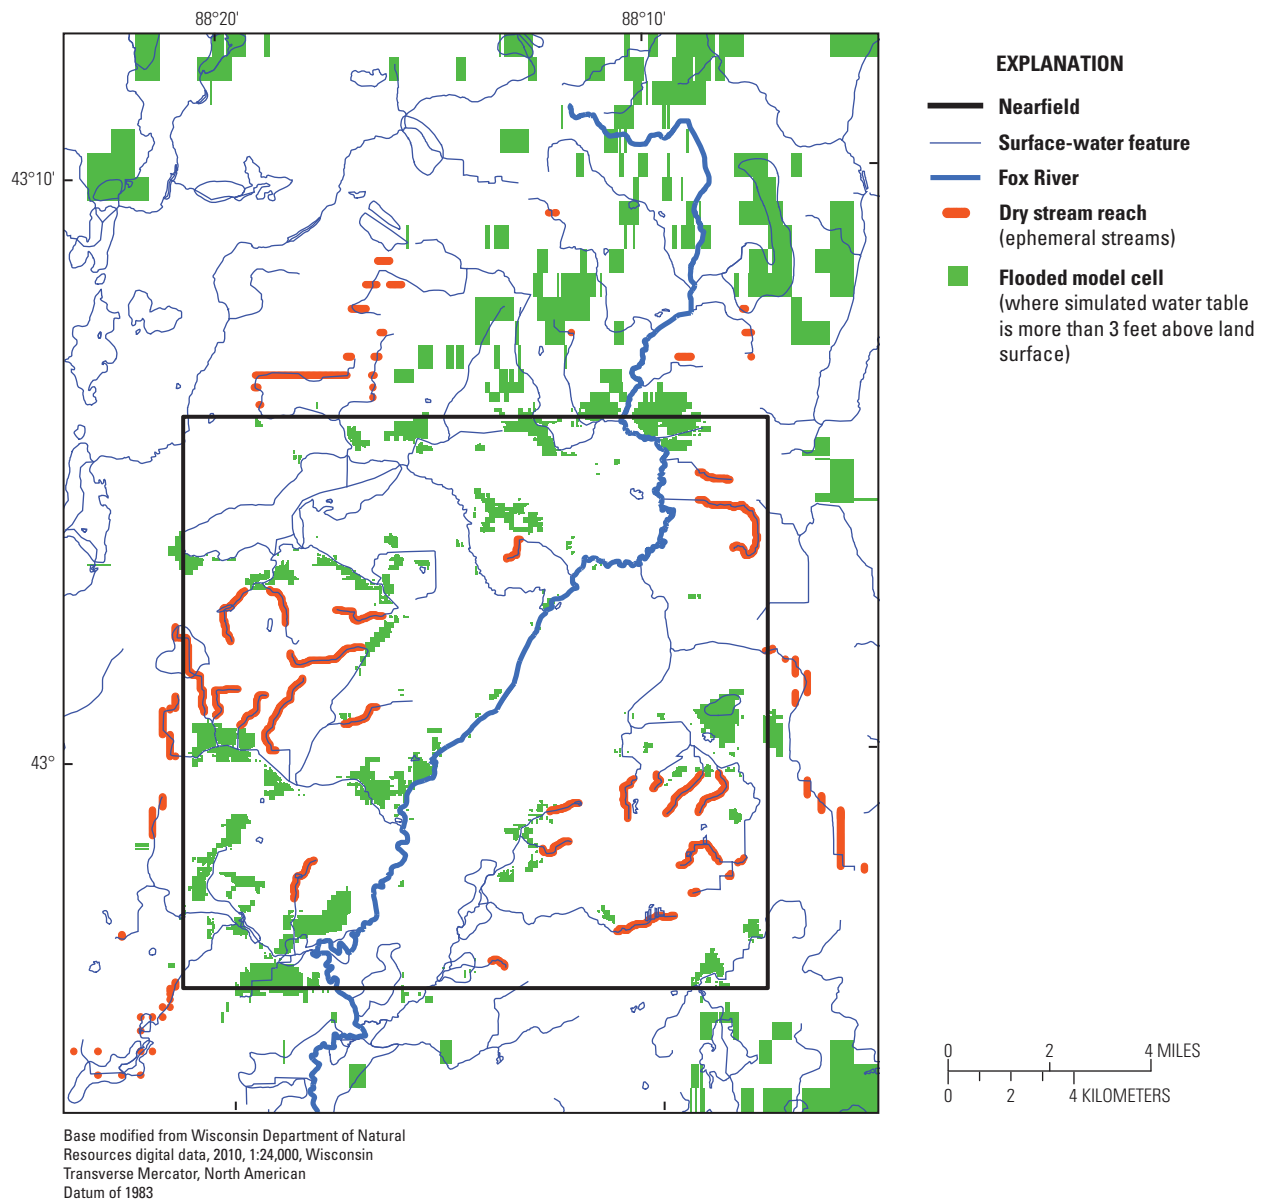 88°20'
88°10'
43°10'
43°
EXPLANATION
Nearfield
Surface-water feature
Fox River
Dry stream reach
(ephemeral streams)
Flooded model cell
(where simulated water table
is more than 3 feet above land
surface)
0 2 4 MILES
0 2 4 KILOMETERS
Base modified from Wisconsin Department of Natural
Resources digital data, 2010, 1:24,000, Wisconsin
Transverse Mercator, North American
Datum of 1983